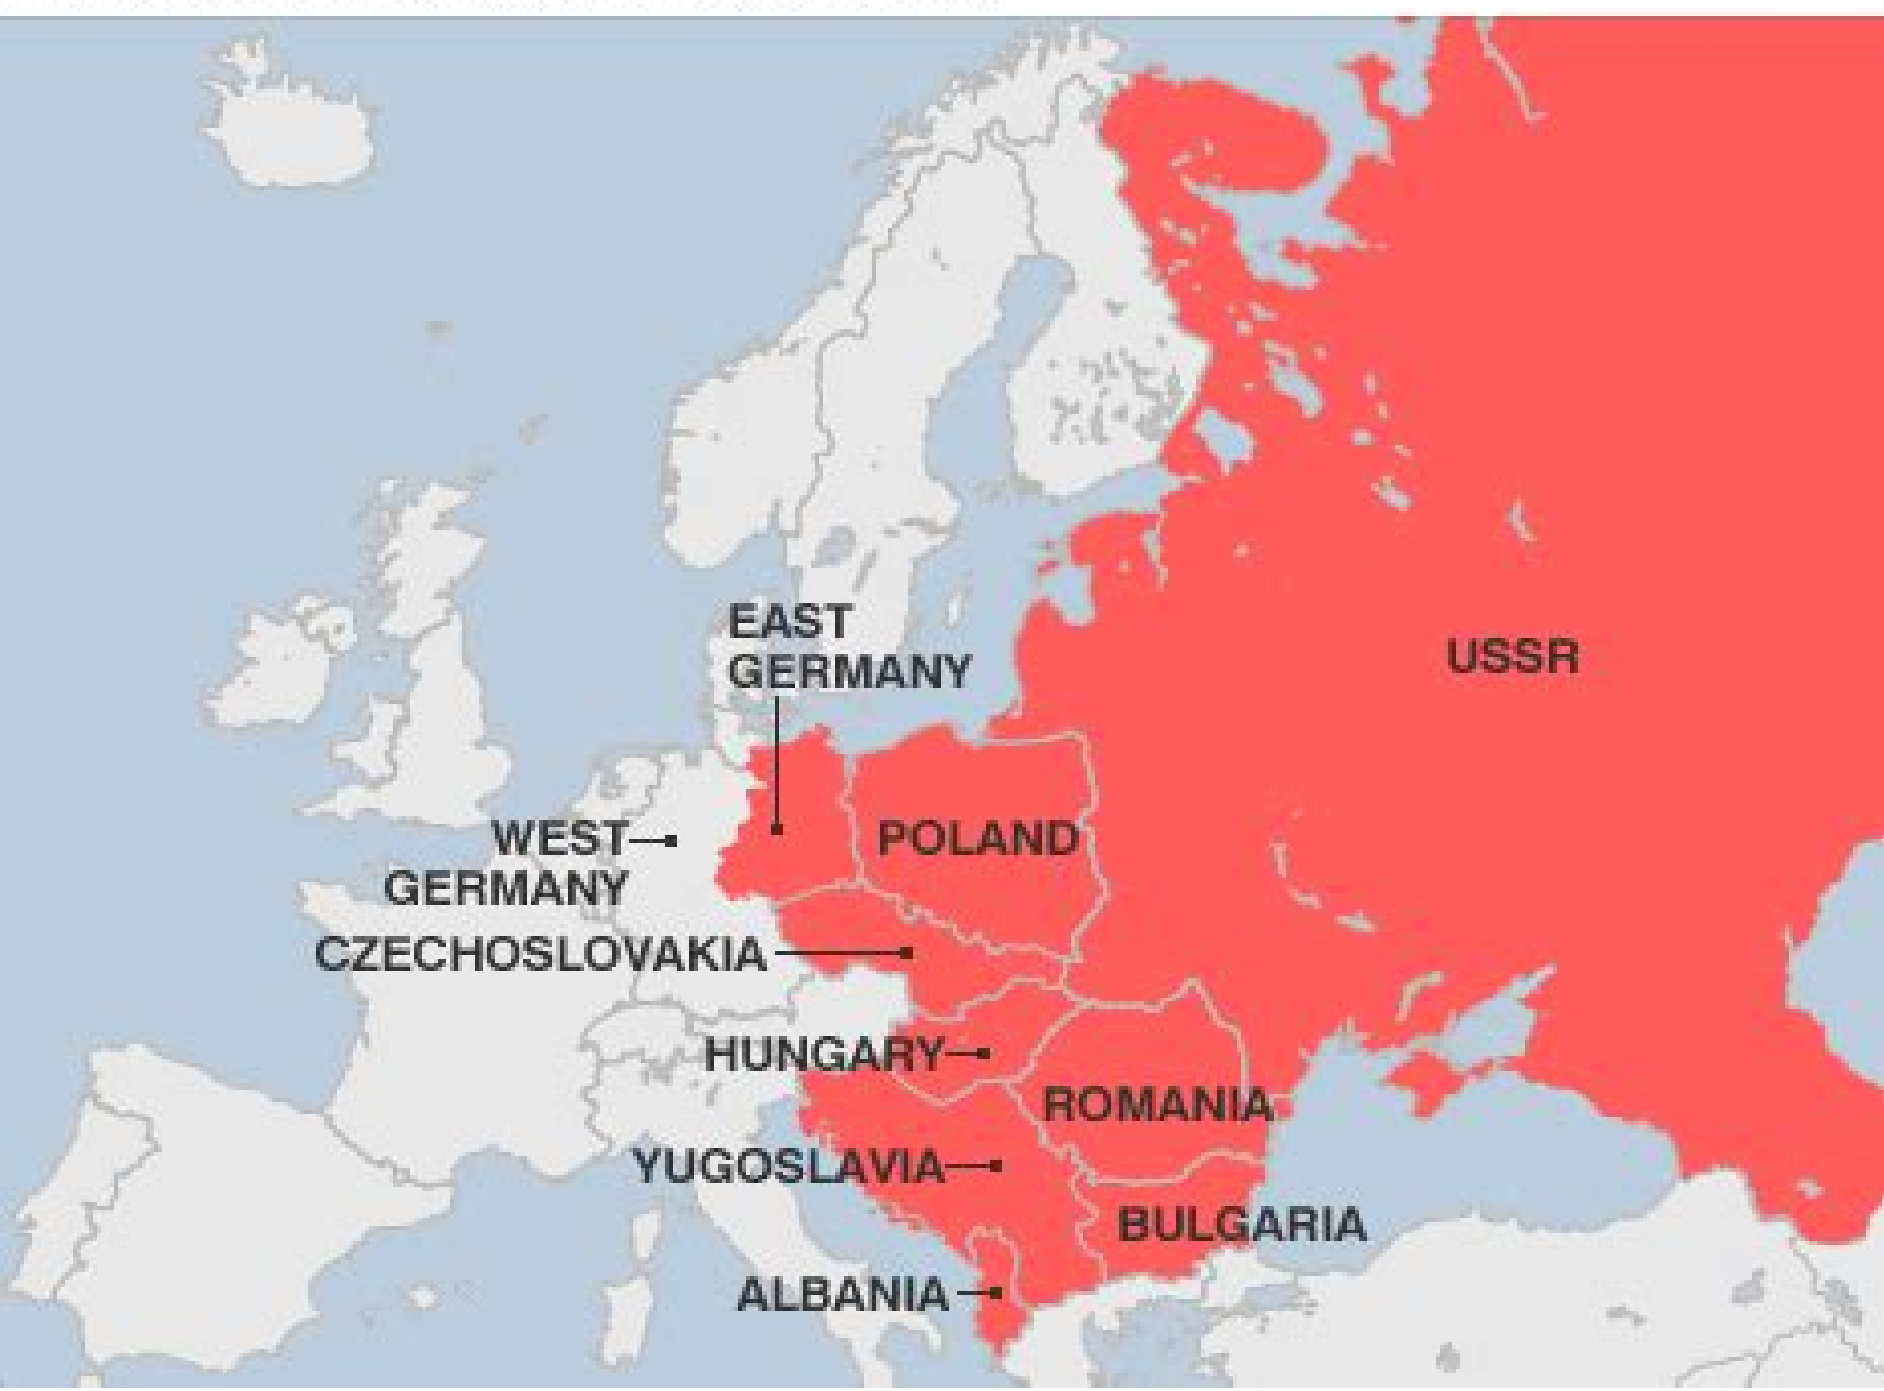 EAST
GERMANY
USSR
WEST
GERMANY
POLAND
CZECHOSLOVAKIA
HUNGARY
ROMANIA
YUGOSLAVIA
BULGARIA
ALBANIA